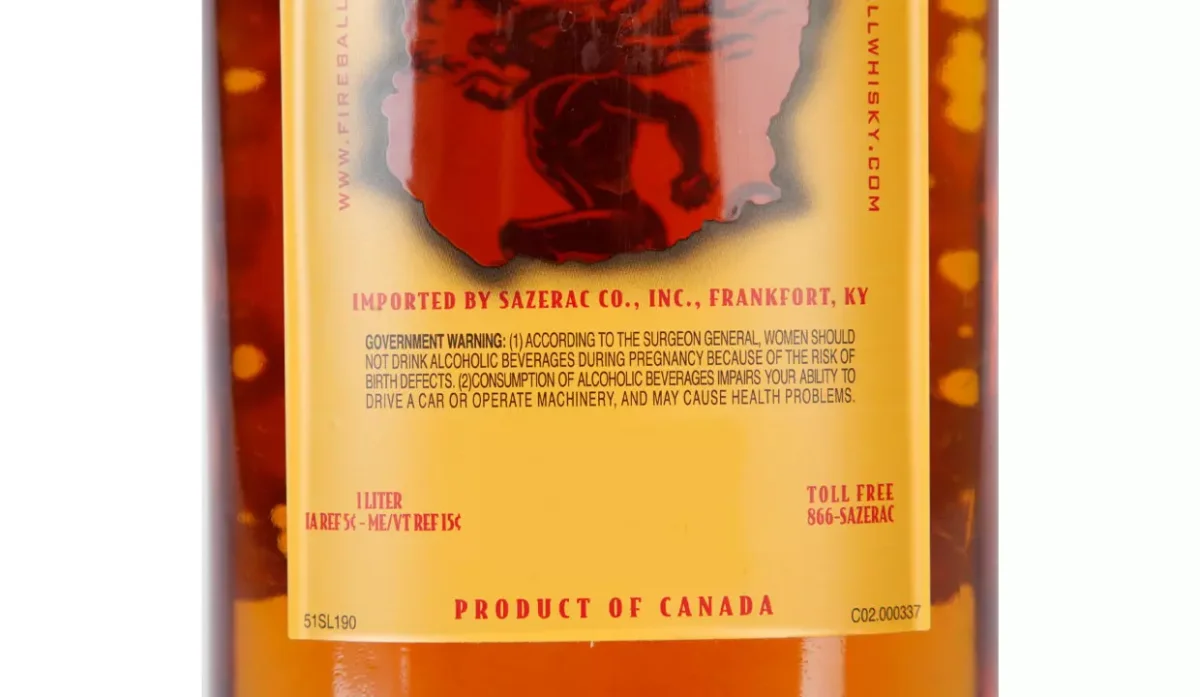 WWW.FIREBALL
LLWHISKY.COM
IMPORTED BY SAZERAC CO., INC., FRANKFORT, KY
GOVERNMENT WARNING: (1) ACCORDING TO THE SURGEON GENERAL, WOMEN SHOULD
NOT DRINK ALCOHOLIC BEVERAGES DURING PREGNANCY BECAUSE OF THE RISK OF
BIRTH DEFECTS. (2)CONSUMPTION OF ALCOHOLIC BEVERAGES IMPAIRS YOUR ABILITY TO
DRIVE A CAR OR OPERATE MACHINERY, AND MAY CAUSE HEALTH PROBLEMS.
1 LITER
IA REF 5¢ - ME/VT REF 15¢
TOLL FREE
866-SAZERAC
PRODUCT OF CANADA
51SL190
C02.000337